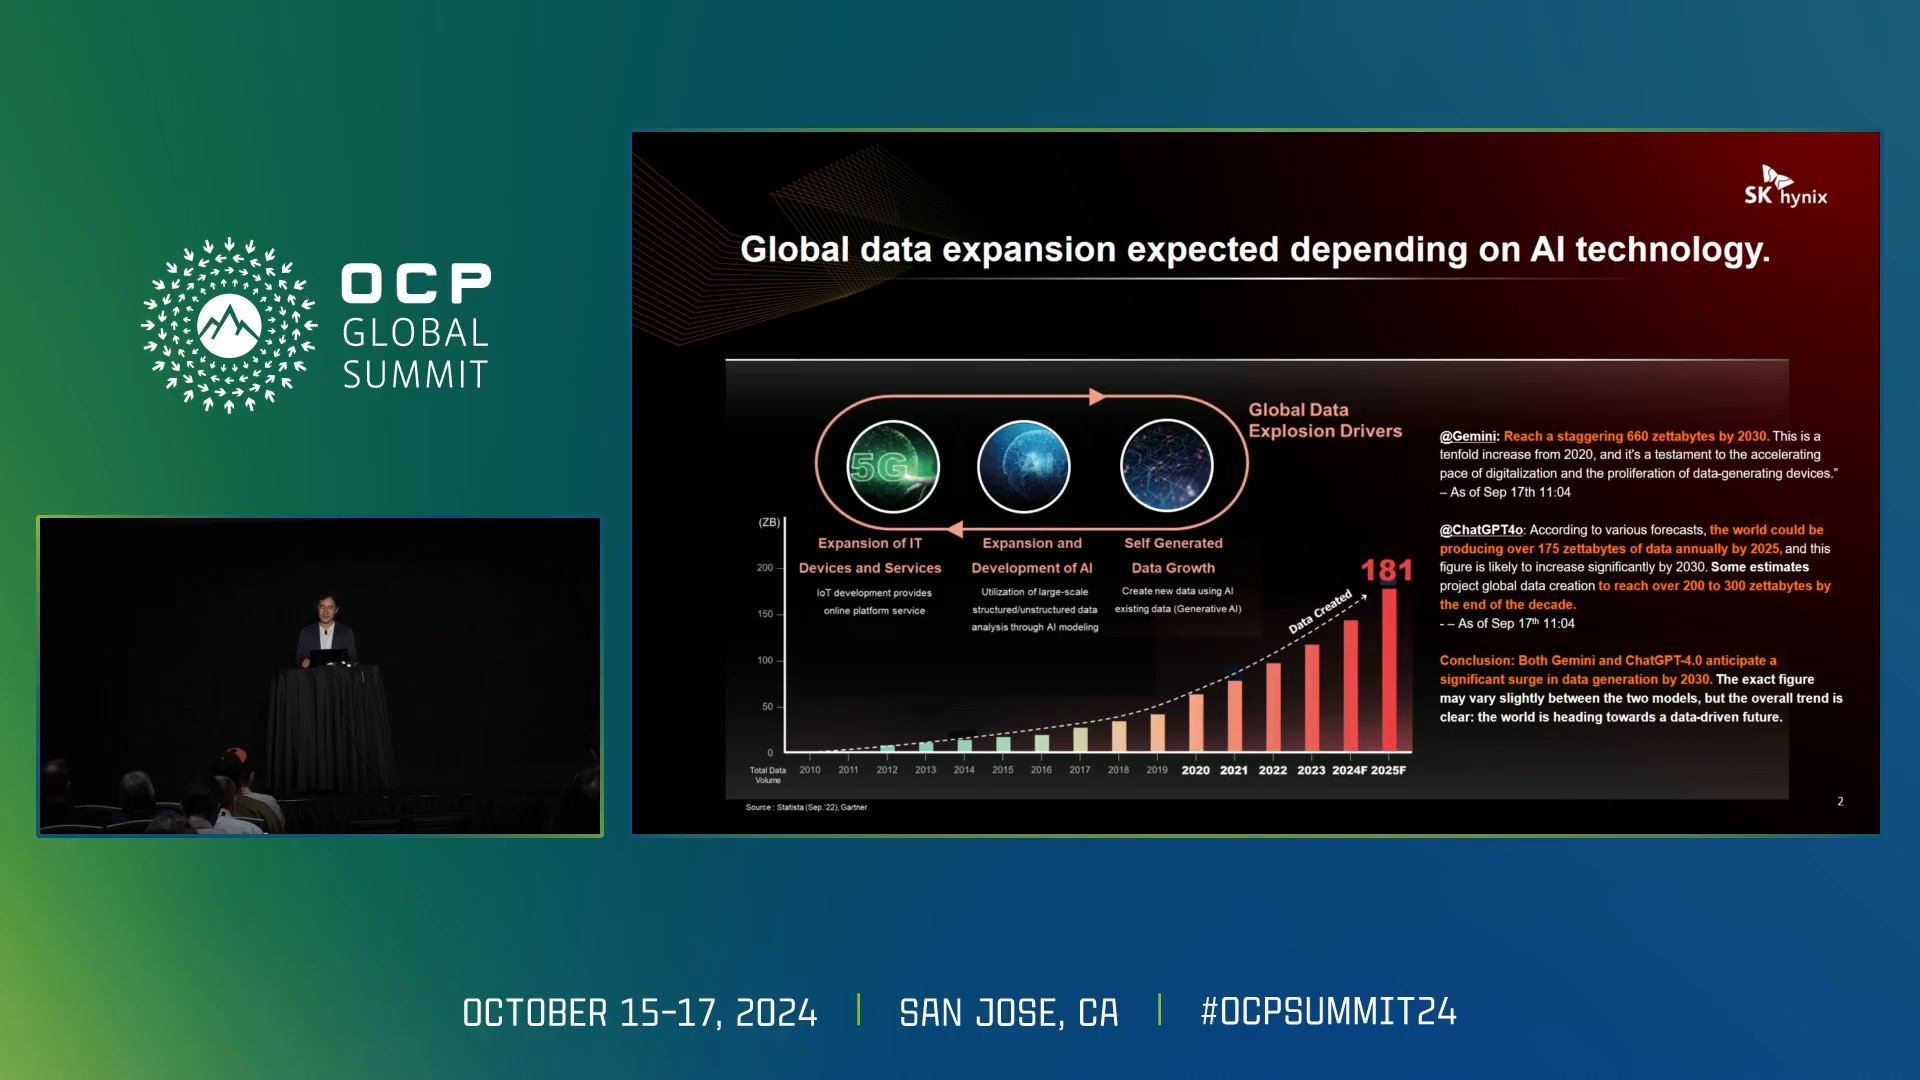 OCP
GLOBAL
SUMMIT
SK hynix
Global data expansion expected depending on AI technology.
Global Data
Explosion Drivers
5G
Expansion of IT
Devices and Services
IoT development provides
online platform service
Expansion and
Development of AI
Utilization of large-scale
structured/unstructured data
analysis through AI modeling
Self Generated
Data Growth
Create new data using AI
existing data (Generative AI)
(ZB)
200
150
100
50
0
181
Data Created
Total Data
Volume
2010 2011 2012 2013 2014 2015 2016 2017 2018 2019 2020 2021 2022 2023 2024F 2025F
Source : Statista (Sep.'22), Gartner
@Gemini: Reach a staggering 660 zettabytes by 2030. This is a
tenfold increase from 2020, and it's a testament to the accelerating
pace of digitalization and the proliferation of data-generating devices.”
– As of Sep 17th 11:04
@ChatGPT4o: According to various forecasts, the world could be
producing over 175 zettabytes of data annually by 2025, and this
figure is likely to increase significantly by 2030. Some estimates
project global data creation to reach over 200 to 300 zettabytes by
the end of the decade.
- – As of Sep 17th 11:04
Conclusion: Both Gemini and ChatGPT-4.0 anticipate a
significant surge in data generation by 2030. The exact figure
may vary slightly between the two models, but the overall trend is
clear: the world is heading towards a data-driven future.
2
OCTOBER 15-17, 2024 | SAN JOSE, CA | #OCPSUMMIT24